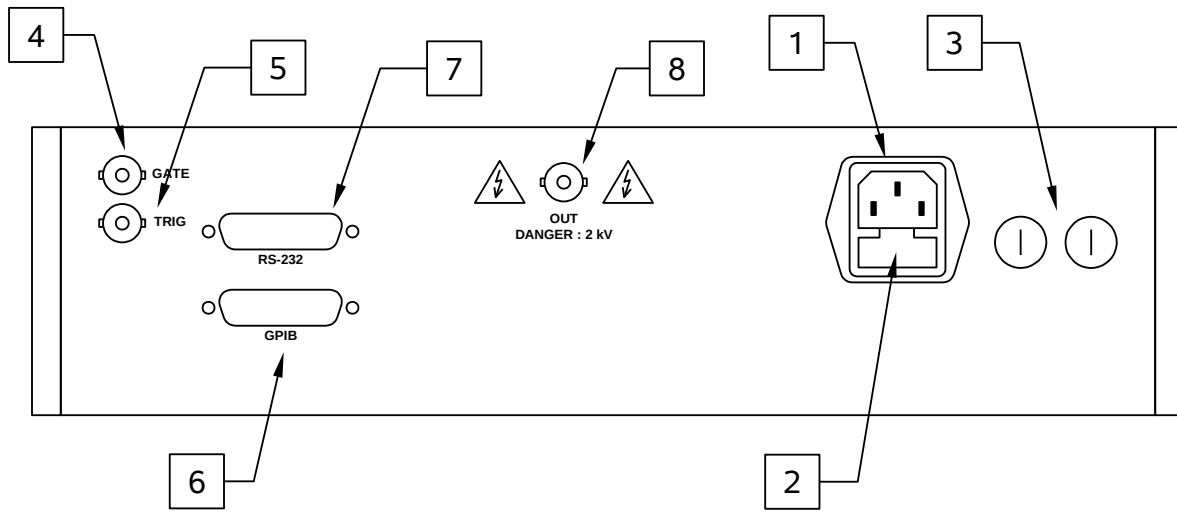 4
5
7
8
1
3
GATE
TRIG
OUT
DANGER : 2 kV
RS-232
GPIB
6
2